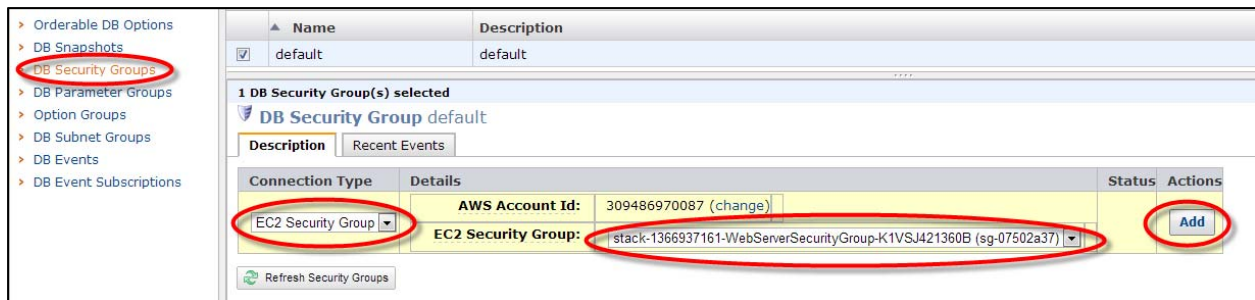 Orderable DB Options
DB Snapshots
DB Security Groups
DB Parameter Groups
Option Groups
DB Subnet Groups
DB Events
DB Event Subscriptions
Name Description
default default
1 DB Security Group(s) selected
DB Security Group default
Description Recent Events
Connection Type Details Status Actions
EC2 Security Group AWS Account Id: 309486970087 (change) Add
EC2 Security Group: stack-1366937161-WebServerSecurityGroup-K1VSJ421360B (sg-07502a37)
Refresh Security Groups